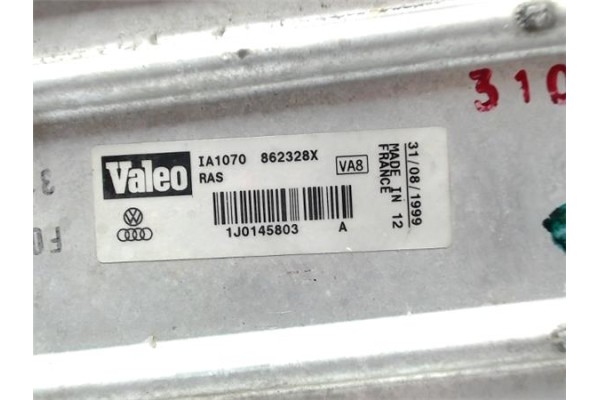 310
Valeo
IA1070 862328X
RAS
VA8
1J0145803 A
31/08/1999
MADE IN 12
FRANCE